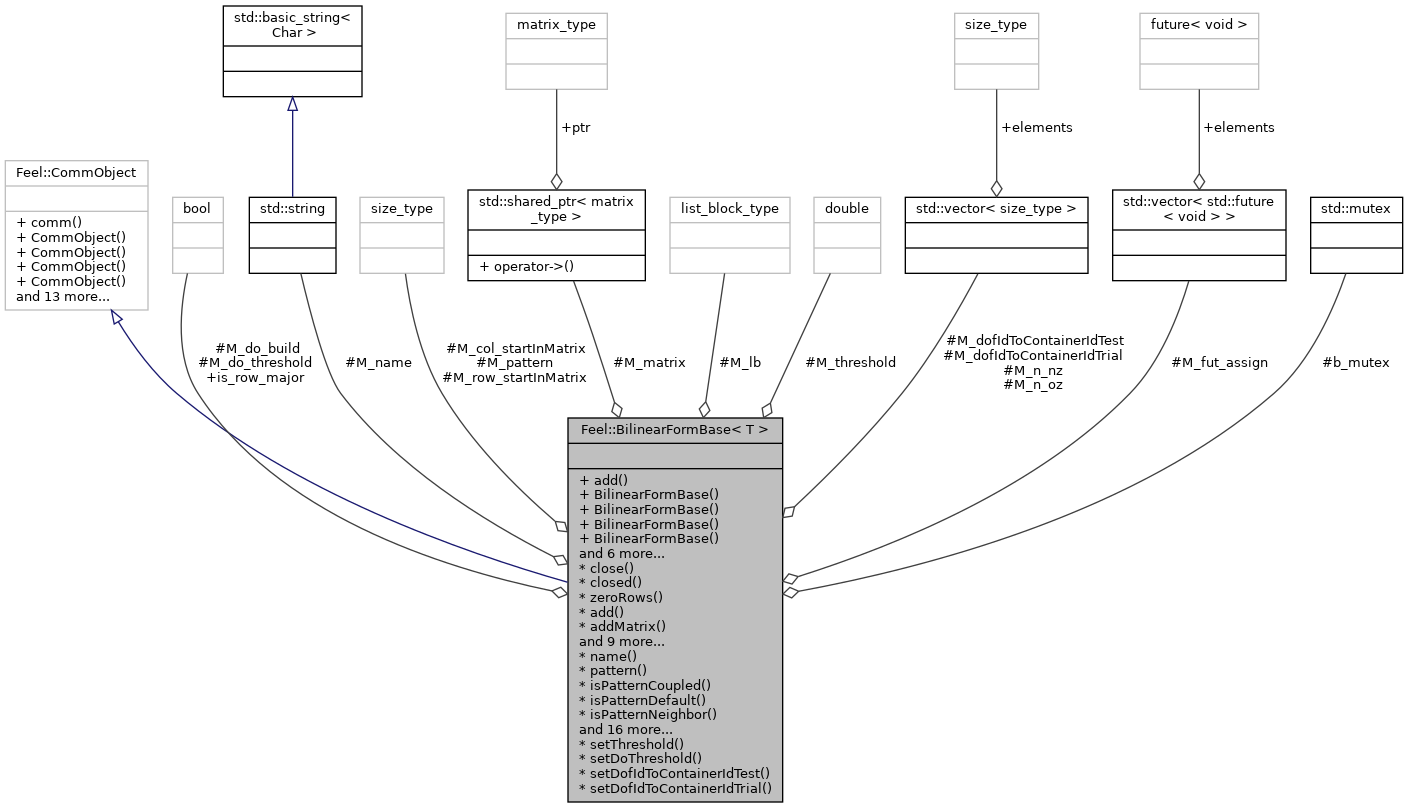 std::basic_string<
Char >
matrix_type
size_type
future< void >
+ptr
+elements
+elements
Feel::CommObject
+ comm()
+ CommObject()
+ CommObject()
+ CommObject()
+ CommObject()
and 13 more...
bool
std::string
size_type
std::shared_ptr< matrix
_type >
+ operator->()
list_block_type
double
std::vector< size_type >
std::vector< std::future
< void > >
std::mutex
#M_do_build
#M_do_threshold
+is_row_major
#M_name
#M_col_startInMatrix
#M_pattern
#M_row_startInMatrix
#M_matrix
#M_lb
#M_threshold
#M_dofIdToContainerIdTest
#M_dofIdToContainerIdTrial
#M_n_nz
#M_n_oz
#M_fut_assign
#b_mutex
Feel::BilinearFormBase< T >
+ add()
+ BilinearFormBase()
+ BilinearFormBase()
+ BilinearFormBase()
+ BilinearFormBase()
and 6 more...
* close()
* closed()
* zeroRows()
* add()
* addMatrix()
and 9 more...
* name()
* pattern()
* isPatternCoupled()
* isPatternDefault()
* isPatternNeighbor()
and 16 more...
* setThreshold()
* setDoThreshold()
* setDofIdToContainerIdTest()
* setDofIdToContainerIdTrial()